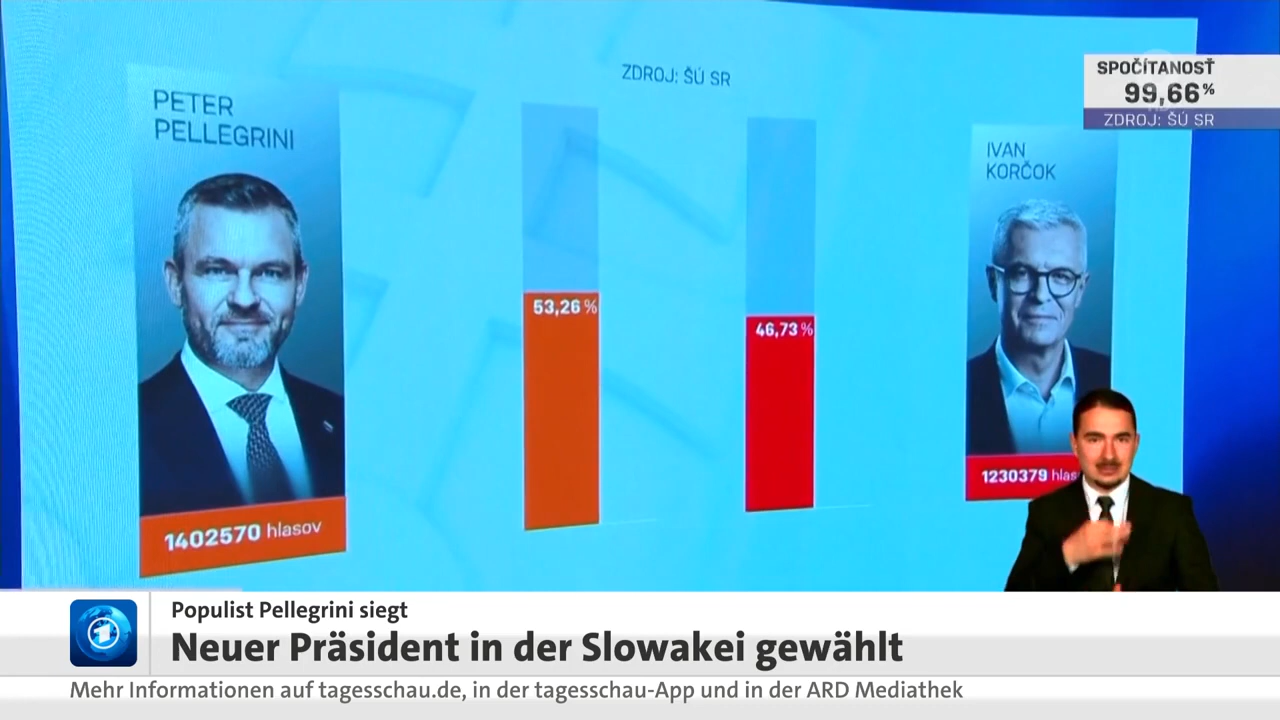 PETER
PELLEGRINI
ZDROJ: ŠÚ SR
SPOČÍTANOSŤ
99,66%
ZDROJ: ŠÚ SR
IVAN
KORČOK
53,26 %
46,73 %
1402570 hlasov
1230379 hlas
Populist Pellegrini siegt
Neuer Präsident in der Slowakei gewählt
Mehr Informationen auf tagesschau.de, in der tagesschau-App und in der ARD Mediathek